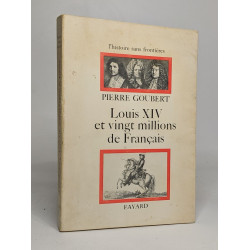 l'histoire sans frontières
PIERRE GOUBERT
Louis XIV
et vingt millions
de Français
FAYARD